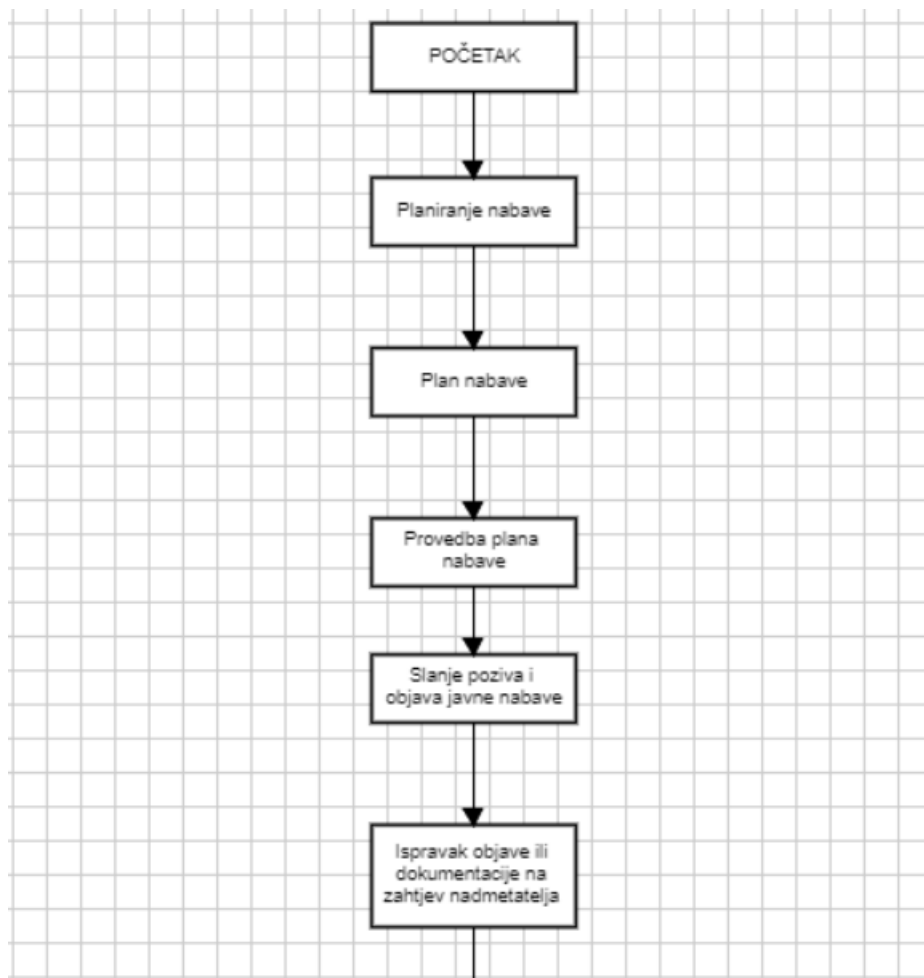 POČETAK
Planiranje nabave
Plan nabave
Provedba plana
nabave
Slanje poziva i
objava javne nabave
Ispravak objave ili
dokumentacije na
zahtjev nadmetatelja